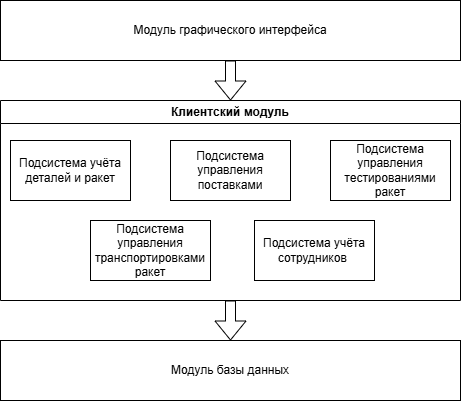 Модуль графического интерфейса
Клиентский модуль
Подсистема учёта
деталей и ракет
Подсистема
управления
поставками
Подсистема
управления
тестированиями
ракет
Подсистема
управления
транспортировками
ракет
Подсистема учёта
сотрудников
Модуль базы данных